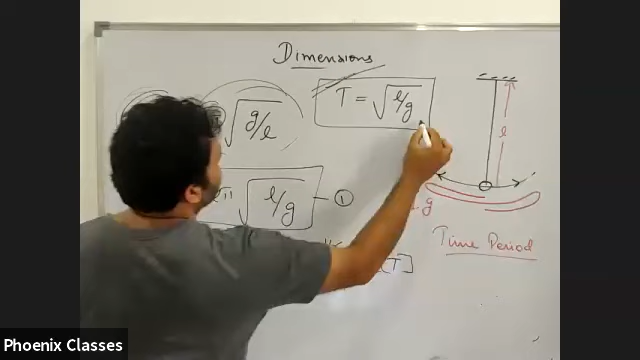 Dimensions
T = √l/g
√g/l
l
π √l/g — ①
g
Time Period
[T]
Phoenix Classes